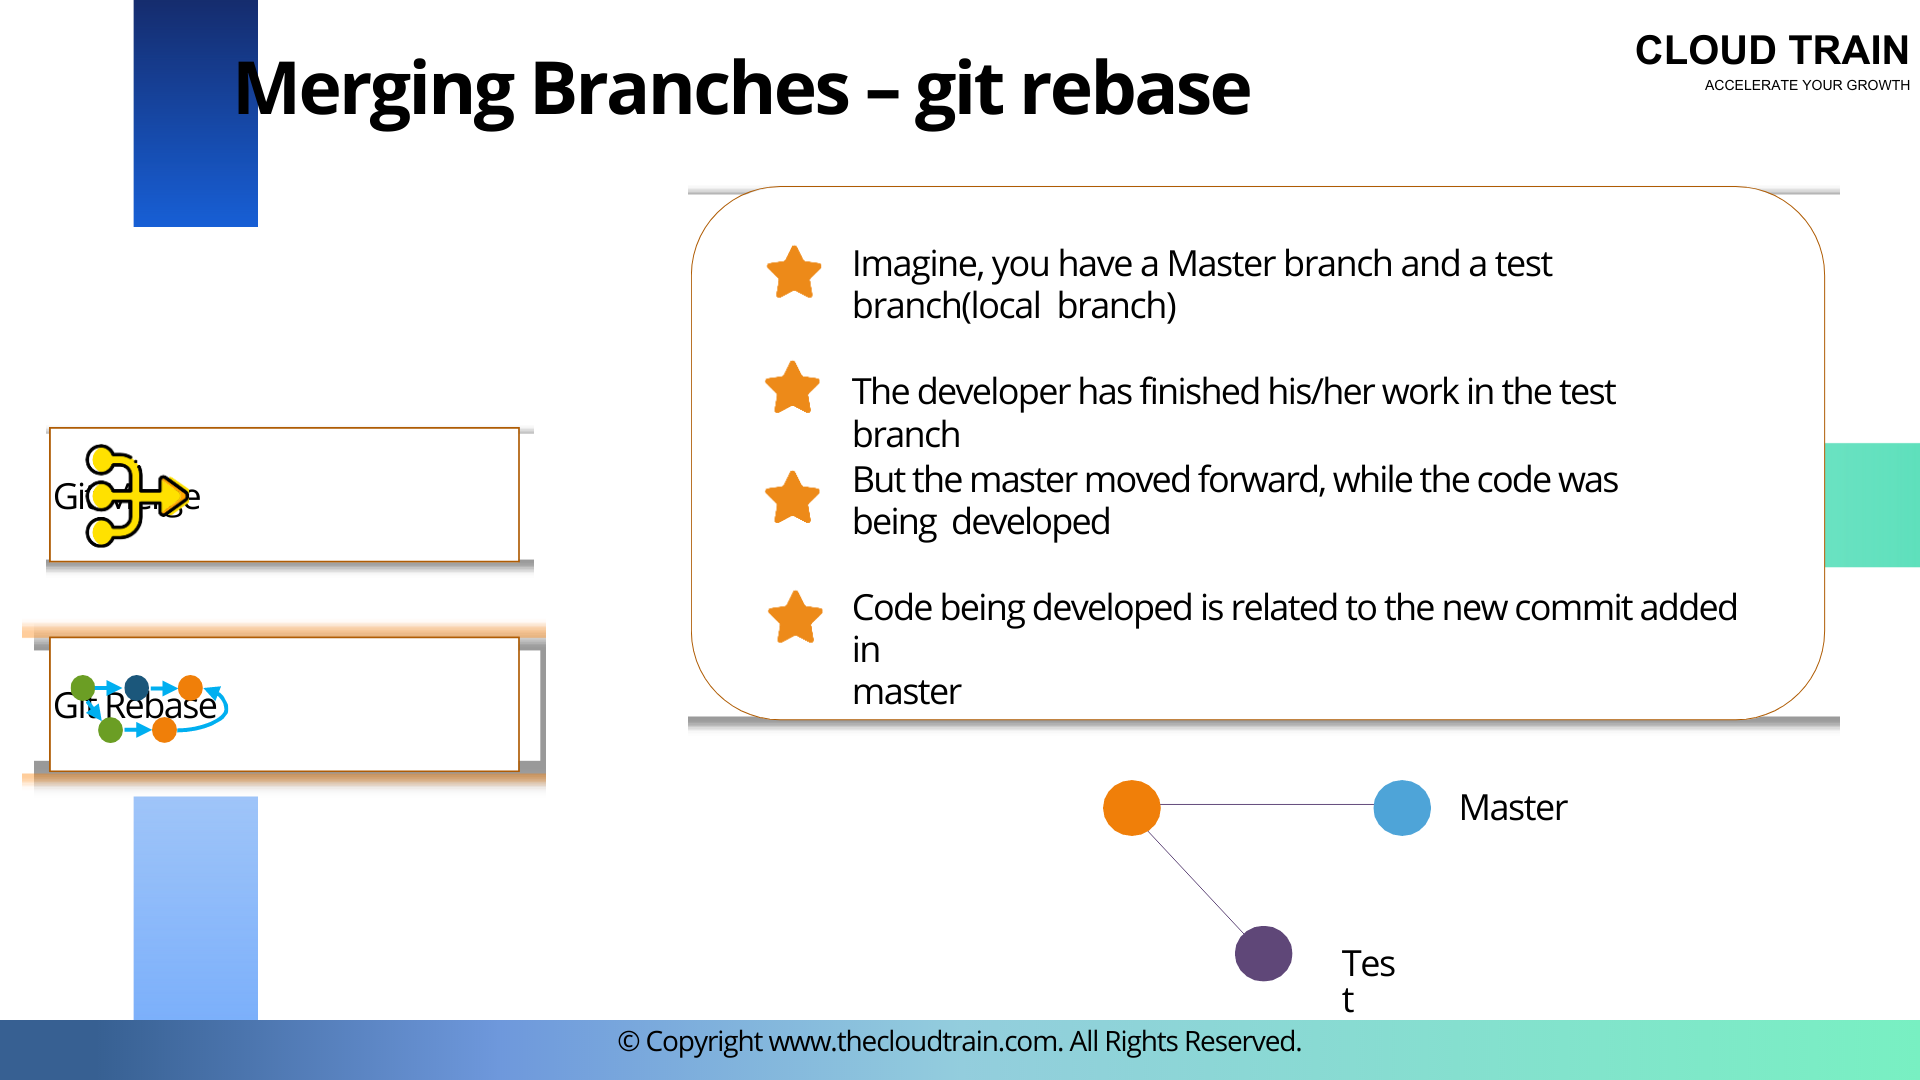 Merging Branches – git rebase
CLOUD TRAIN
ACCELERATE YOUR GROWTH
Imagine, you have a Master branch and a test
branch(local  branch)
The developer has finished his/her work in the test
branch
But the master moved forward, while the code was
being  developed
Code being developed is related to the new commit added
in
master
Git Merge
Git Rebase
Master
Tes
t
© Copyright www.thecloudtrain.com. All Rights Reserved.